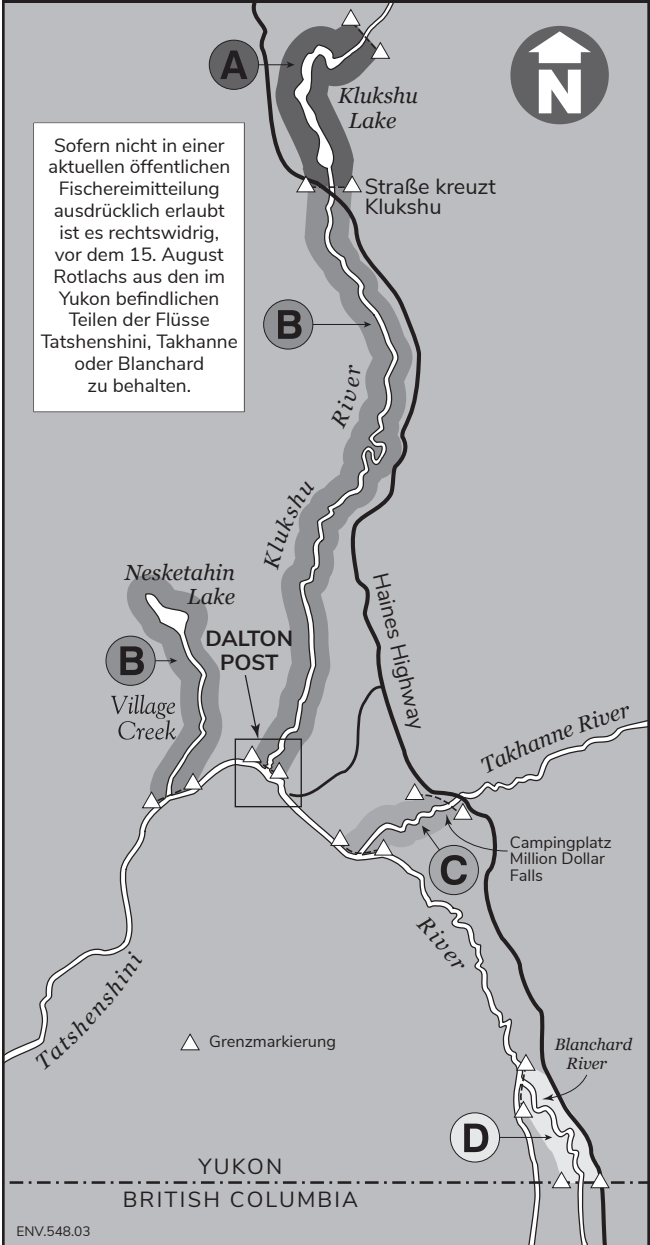 A
N
Klukshu
Lake
Sofern nicht in einer
aktuellen öffentlichen
Fischereimitteilung
ausdrücklich erlaubt
ist es rechtswidrig,
vor dem 15. August
Rotlachs aus den im
Yukon befindlichen
Teilen der Flüsse
Tatshenshini, Takhanne
oder Blanchard
zu behalten.
Straße kreuzt
Klukshu
B
River
Klukshu
Nesketahin
Lake
Haines Highway
DALTON
POST
B
Village
Creek
Takhanne River
Campingplatz
Million Dollar
Falls
C
River
Tatshenshini
Grenzmarkierung
Blanchard
River
D
YUKON
BRITISH COLUMBIA
ENV.548.03